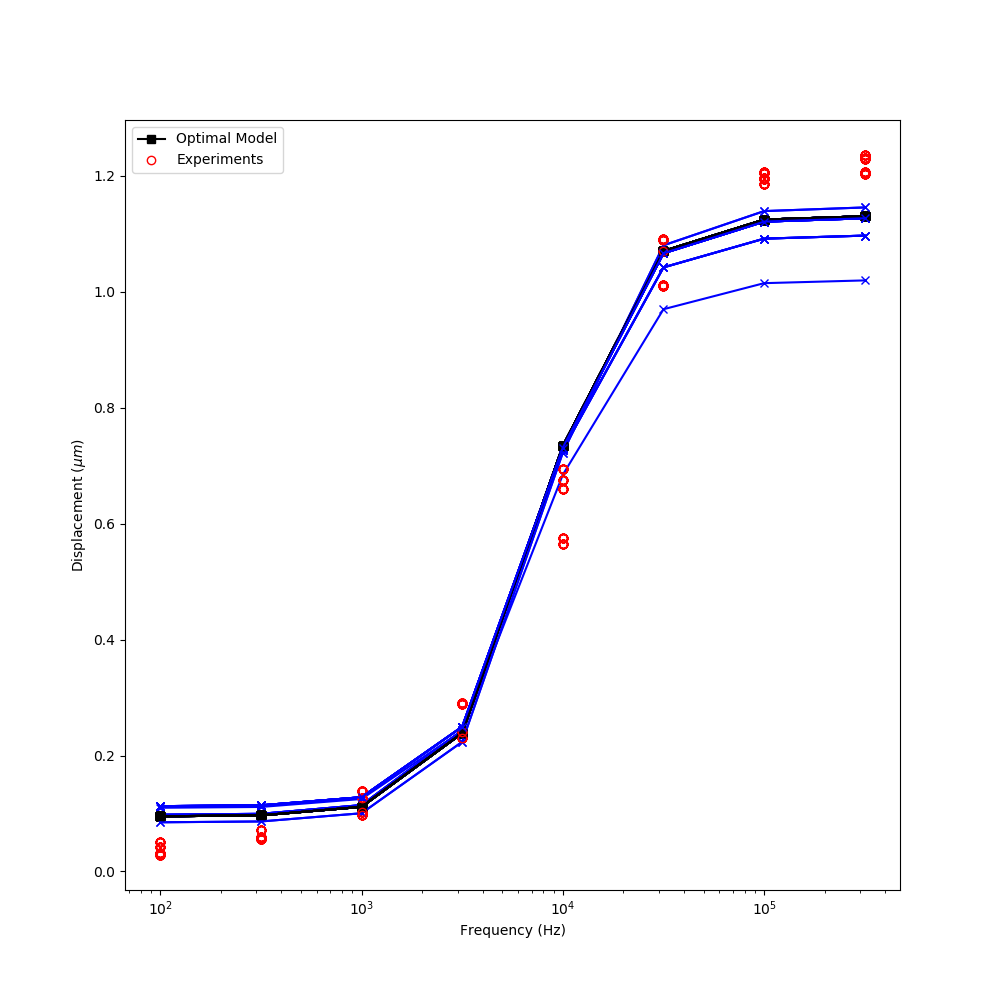 Optimal Model
Experiments
1.2
1.0
0.8
0.6
0.4
0.2
0.0
Displacement (μm)
10²
10³
10⁴
10⁵
Frequency (Hz)